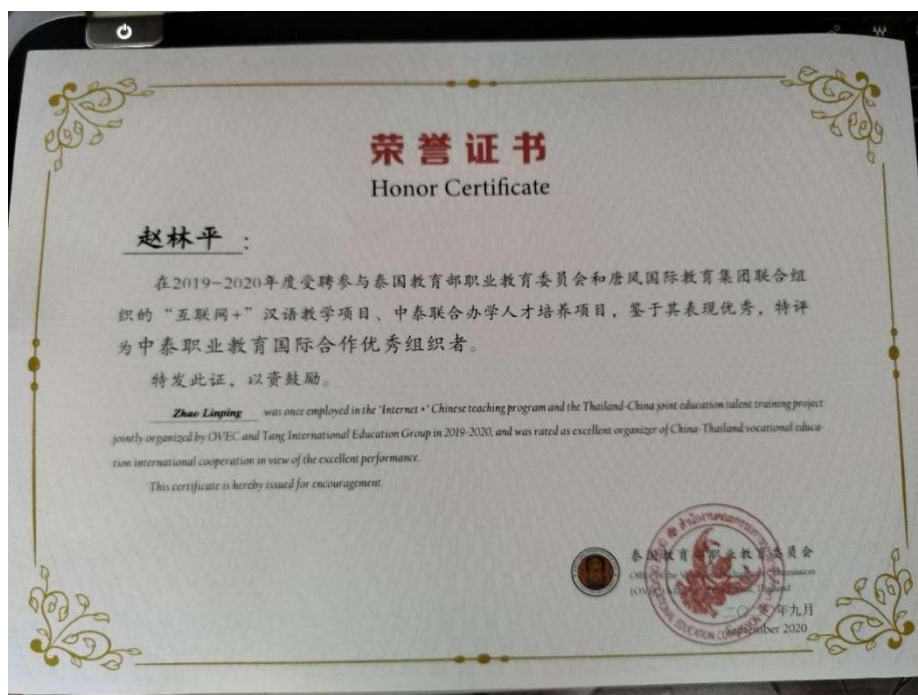 荣誉证书
Honor Certificate
赵林平：
在2019-2020年度受聘参与泰国教育部职业教育委员会和唐风国际教育集团联合组
织的“互联网+”汉语教学项目、中泰联合办学人才培养项目，鉴于其表现优秀，特评
为中泰职业教育国际合作优秀组织者。
特发此证，以资鼓励。
Zhao Linping was once employed in the "Internet +" Chinese teaching program and the Thailand-China joint education talent training project
jointly organized by OVEC and Tang International Education Group in 2019-2020, and was rated as excellent organizer of China-Thailand vocational educa-
tion international cooperation in view of the excellent performance.
This certificate is hereby issued for encouragement.
泰国教育部职业教育委员会
Office of the Commission
Thailand
年九月
September 2020